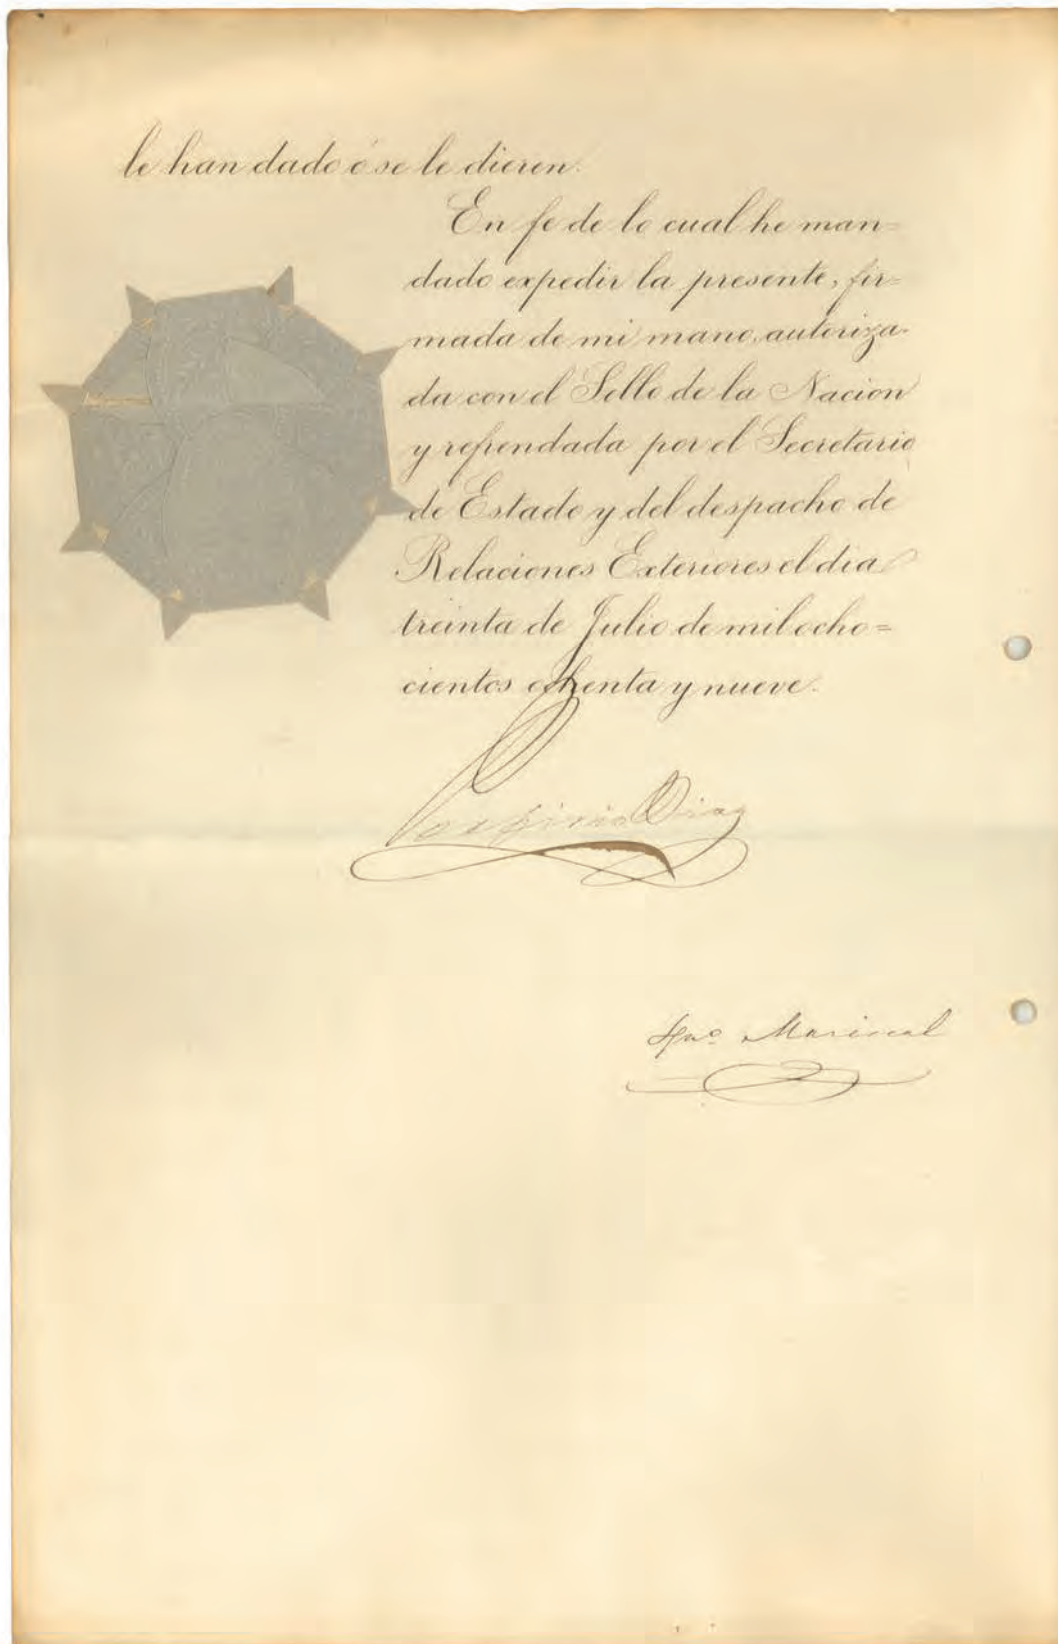 le han dado ó se le dieren.
En fe de lo cual he man=
dado expedir la presente, fir=
mada de mi mano, autoriza-
da con el Sello de la Nacion
y refrendada por el Secretario
de Estado y del despacho de
Relaciones Exteriores el dia
treinta de Julio de mil ocho=
cientos ochenta y nueve.
Porfirio Diaz
Ignº Mariscal